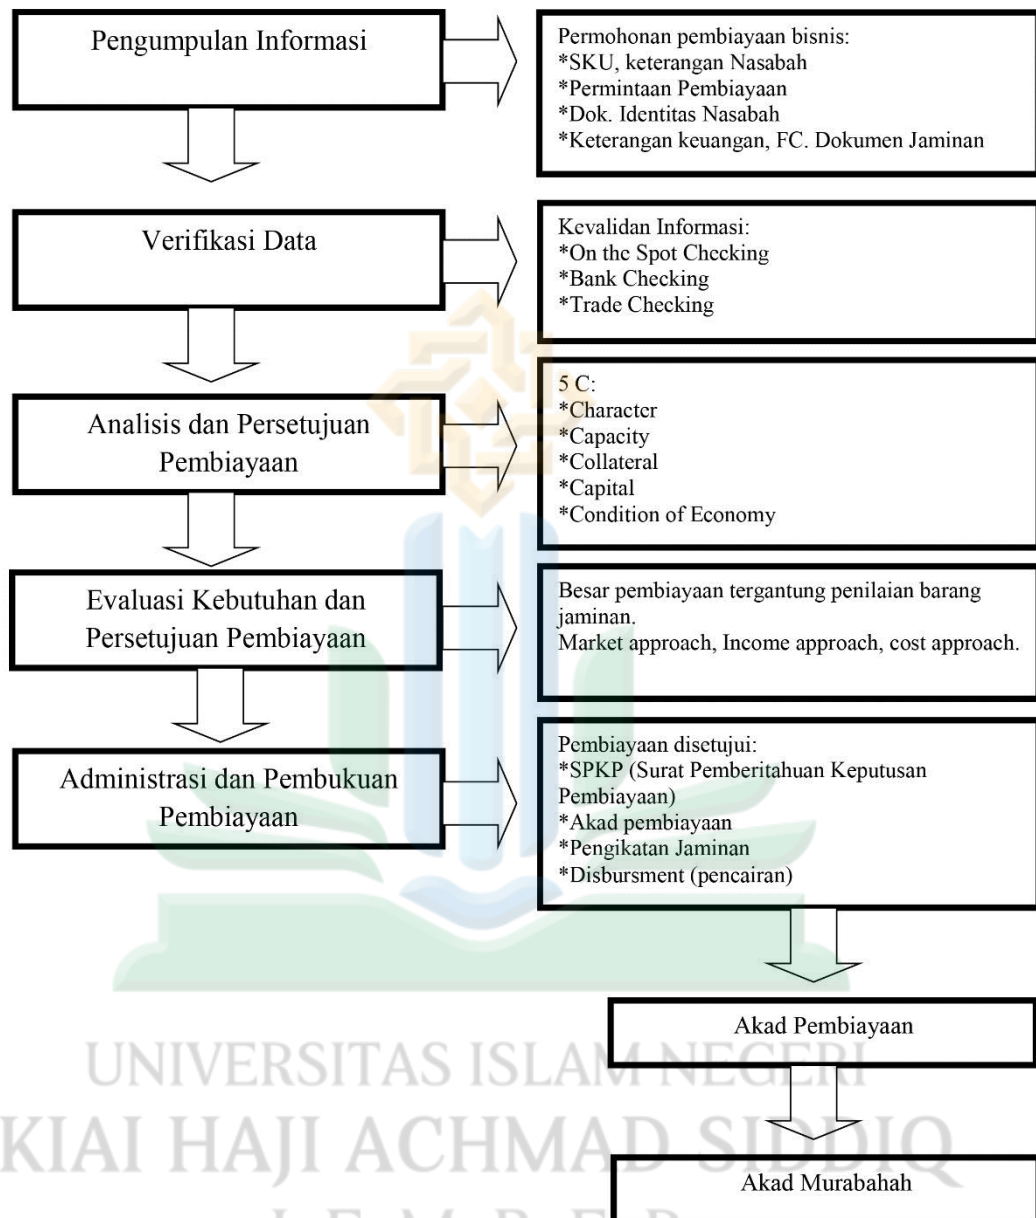 Pengumpulan Informasi
Permohonan pembiayaan bisnis:
*SKU, keterangan Nasabah
*Permintaan Pembiayaan
*Dok. Identitas Nasabah
*Keterangan keuangan, FC. Dokumen Jaminan
Verifikasi Data
Kevalidan Informasi:
*On the Spot Checking
*Bank Checking
*Trade Checking
Analisis dan Persetujuan
Pembiayaan
5 C:
*Character
*Capacity
*Collateral
*Capital
*Condition of Economy
Evaluasi Kebutuhan dan
Persetujuan Pembiayaan
Besar pembiayaan tergantung penilaian barang
jaminan.
Market approach, Income approach, cost approach.
Administrasi dan Pembukuan
Pembiayaan
Pembiayaan disetujui:
*SPKP (Surat Pemberitahuan Keputusan
Pembiayaan)
*Akad pembiayaan
*Pengikatan Jaminan
*Disbursment (pencairan)
Akad Pembiayaan
UNIVERSITAS ISLAM NEGERI
KIAI HAJI ACHMAD SIDDIQ
Akad Murabahah
JEMBER